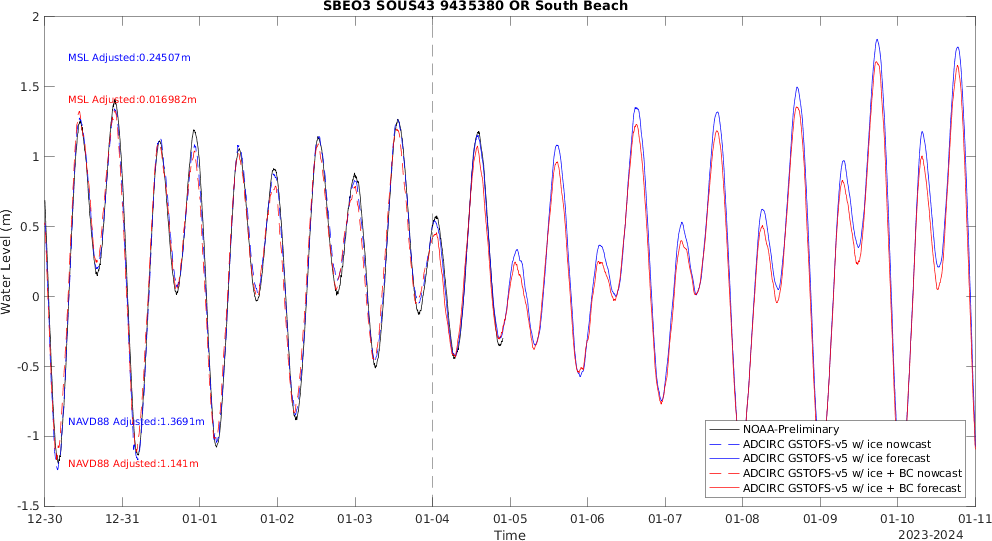 SBEO3 SOUS43 9435380 OR South Beach
2
1.5
1
0.5
0
-0.5
-1
-1.5
Water Level (m)
MSL Adjusted:0.24507m
MSL Adjusted:0.016982m
NAVD88 Adjusted:1.3691m
NAVD88 Adjusted:1.141m
NOAA-Preliminary
ADCIRC GSTOFS-v5 w/ ice nowcast
ADCIRC GSTOFS-v5 w/ ice forecast
ADCIRC GSTOFS-v5 w/ ice + BC nowcast
ADCIRC GSTOFS-v5 w/ ice + BC forecast
12-30 12-31 01-01 01-02 01-03 01-04 01-05 01-06 01-07 01-08 01-09 01-10 01-11
Time
2023-2024